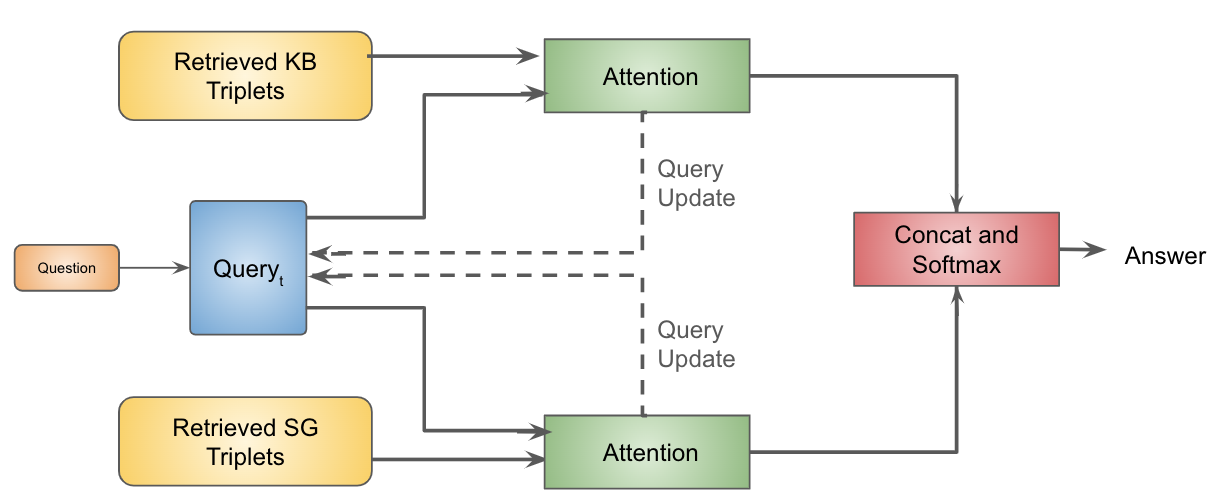 Retrieved KB
Triplets
Attention
Query
Update
Question
Query_t
Concat and
Softmax
Answer
Query
Update
Retrieved SG
Triplets
Attention